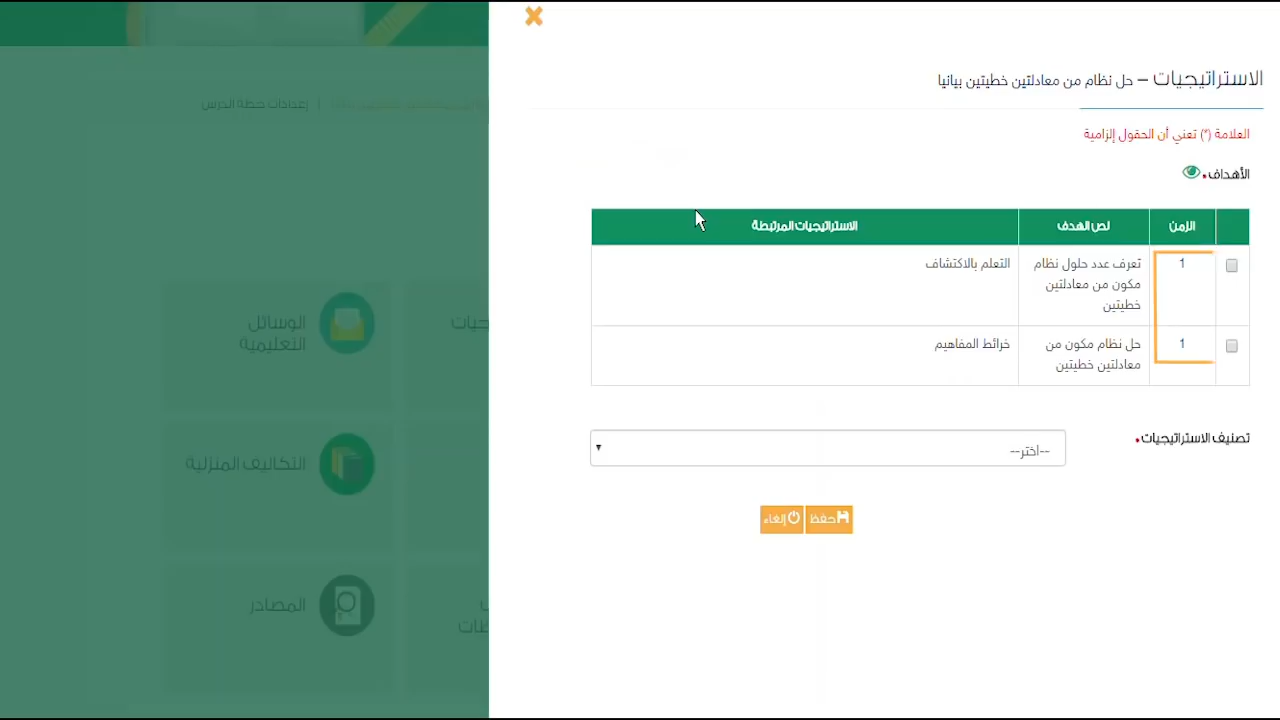 الاستراتيجيات – حل نظام من معادلتين خطيتين بيانيا
العلامة (*) تعني أن الحقول إلزامية
الأهداف
الزمن
نص الهدف
الاستراتيجيات المرتبطة
1
تعرف عدد حلول نظام
مكون من معادلتين
خطيتين
التعلم بالاكتشاف
1
حل نظام مكون من
معادلتين خطيتين
خرائط المفاهيم
تصنيف الاستراتيجيات
--اختر--
حفظ
إلغاء
إعدادات خطة الدرس
الوسائل
التعليمية
التكاليف المنزلية
المصادر